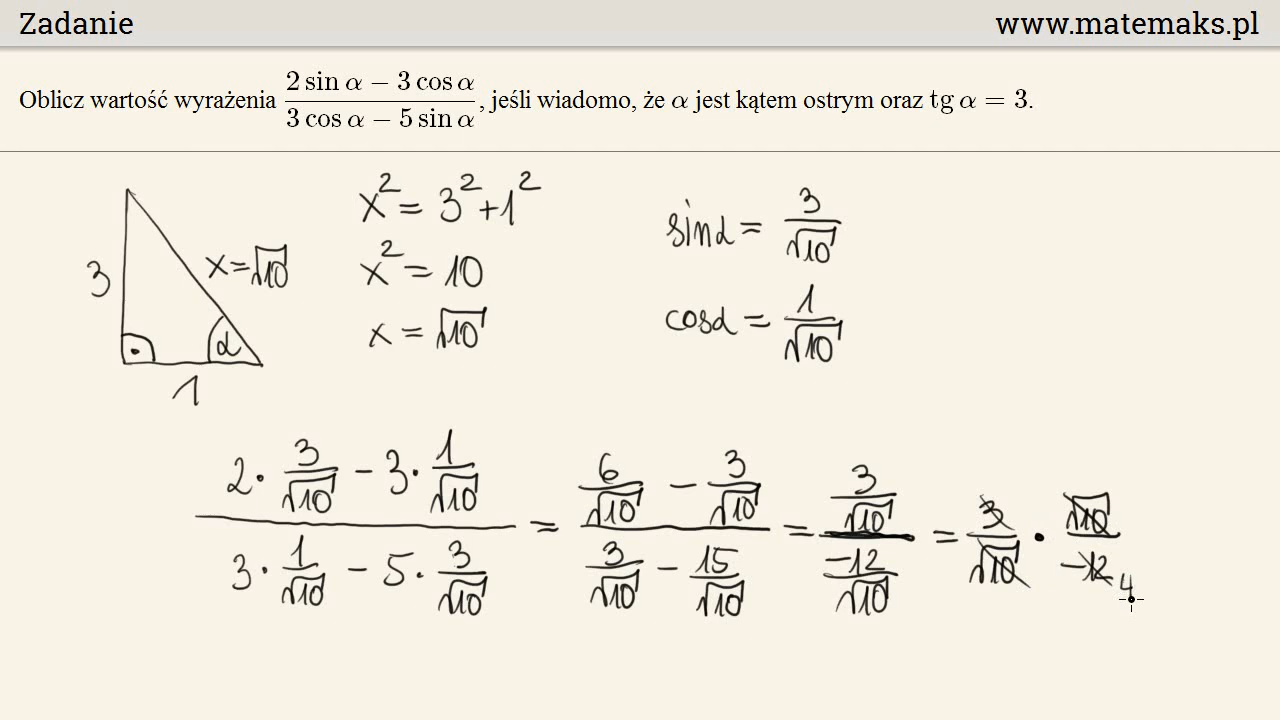 Zadanie www.matemaks.pl
Oblicz wartość wyrażenia (2 sin α − 3 cos α)/(3 cos α − 5 sin α), jeśli wiadomo, że α jest kątem ostrym oraz tg α = 3.
x² = 3² + 1²
x² = 10
x = √10
sin α = 3/√10
cos α = 1/√10
3
x = √10
α
1
(2 · 3/√10 − 3 · 1/√10)/(3 · 1/√10 − 5 · 3/√10) = (6/√10 − 3/√10)/(3/√10 − 15/√10) = (3/√10)/(−12/√10) = 3/√10 · √10/−12 4